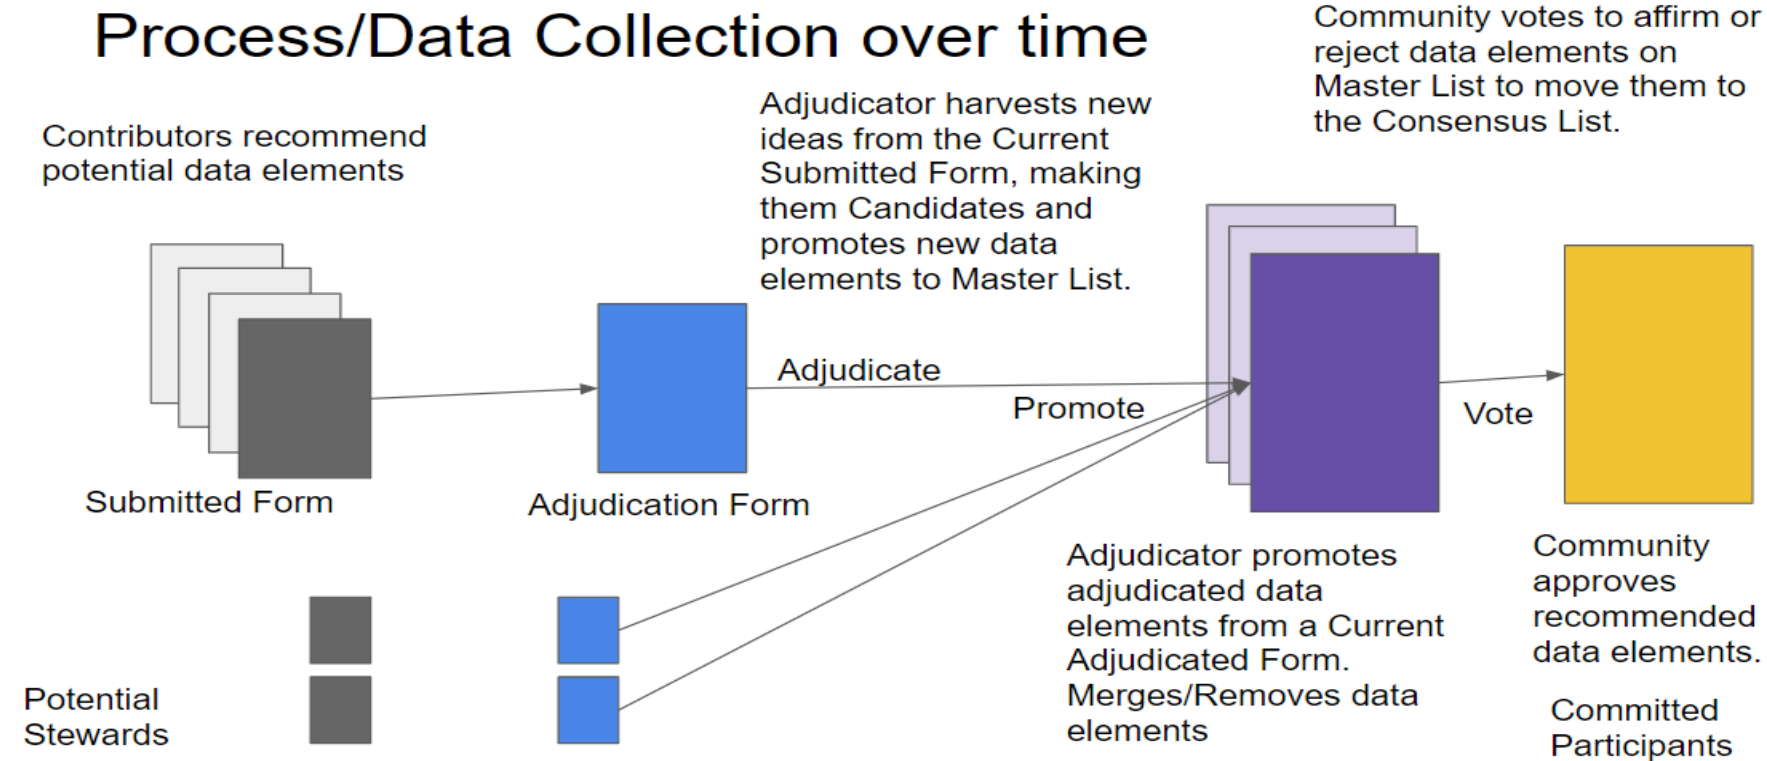 Process/Data Collection over time
Community votes to affirm or
reject data elements on
Master List to move them to
the Consensus List.
Contributors recommend
potential data elements
Adjudicator harvests new
ideas from the Current
Submitted Form, making
them Candidates and
promotes new data
elements to Master List.
Adjudicate
Promote
Vote
Submitted Form
Adjudication Form
Adjudicator promotes
adjudicated data
elements from a Current
Adjudicated Form.
Merges/Removes data
elements
Community
approves
recommended
data elements.
Potential
Stewards
Committed
Participants